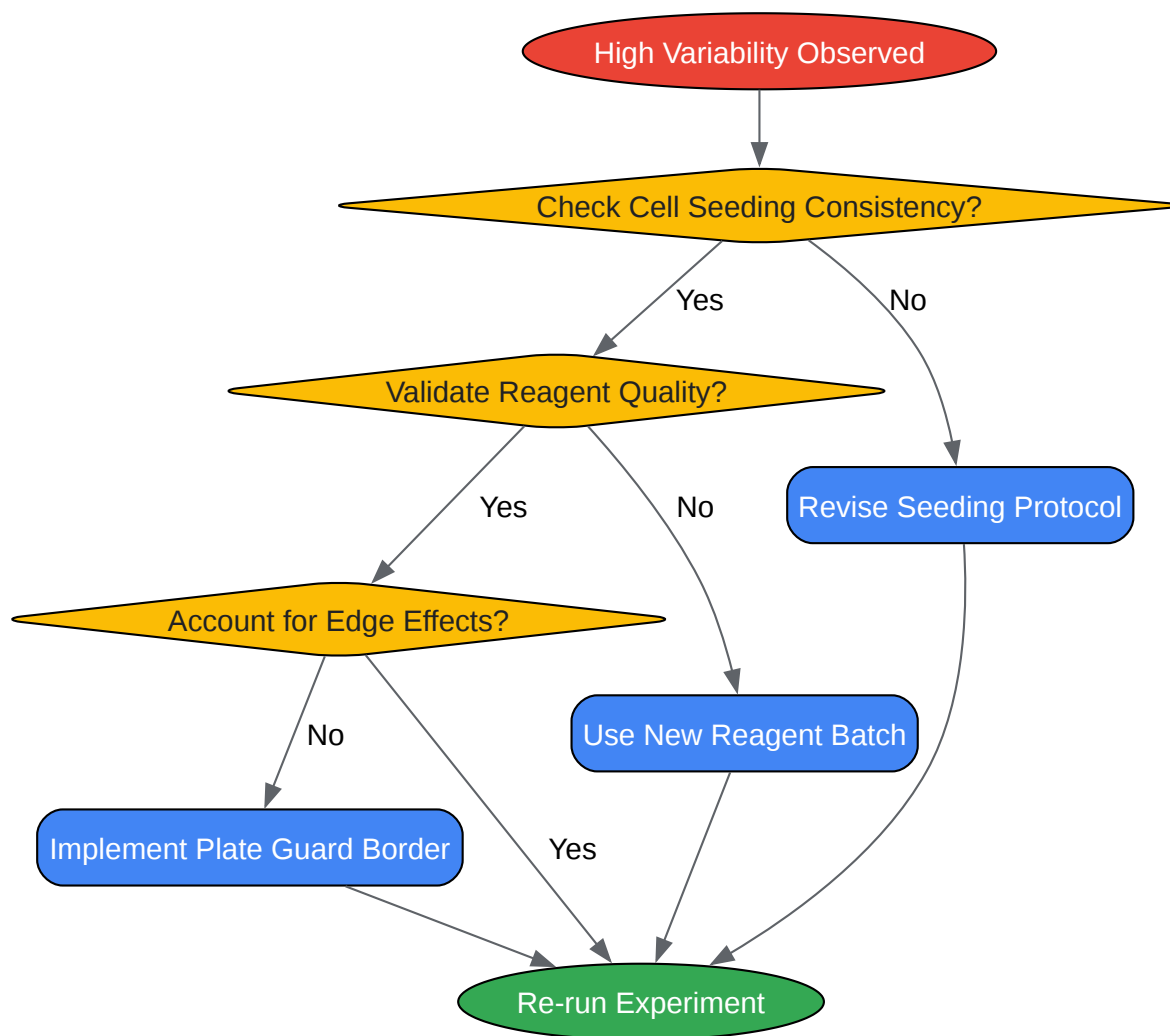 High Variability Observed
Check Cell Seeding Consistency?
Yes
No
Validate Reagent Quality?
Yes
No
Revise Seeding Protocol
Account for Edge Effects?
No
Use New Reagent Batch
Implement Plate Guard Border
Yes
Re-run Experiment